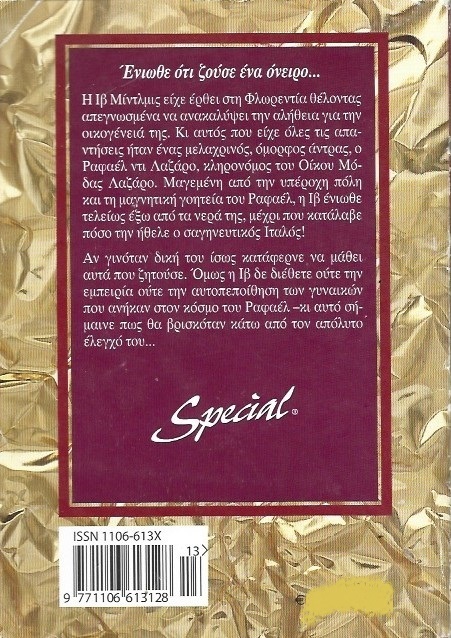 Ένιωθε ότι ζούσε ένα όνειρο...
Η Ιβ Μίντλμις είχε έρθει στη Φλωρεντία θέλοντας
απεγνωσμένα να ανακαλύψει την αλήθεια για την
οικογένειά της. Κι αυτός που είχε όλες τις απα-
ντήσεις ήταν ένας μελαχρινός, όμορφος άντρας, ο
Ραφαέλ ντι Λαζάρο, κληρονόμος του Οίκου Μό-
δας Λαζάρο. Μαγεμένη από την υπέροχη πόλη
και τη μαγνητική γοητεία του Ραφαέλ, η Ιβ ένιωθε
τελείως έξω από τα νερά της, μέχρι που κατάλαβε
πόσο την ήθελε ο σαγηνευτικός Ιταλός!
Αν γινόταν δική του ίσως κατάφερνε να μάθει
αυτά που ζητούσε. Όμως η Ιβ δε διέθετε ούτε την
εμπειρία ούτε την αυτοπεποίθηση των γυναικών
που ανήκαν στον κόσμο του Ραφαέλ –κι αυτό σή-
μαινε πως θα βρισκόταν κάτω από τον απόλυτο
έλεγχό του...
Special®
ISSN 1106-613X
13
9 771106 613128